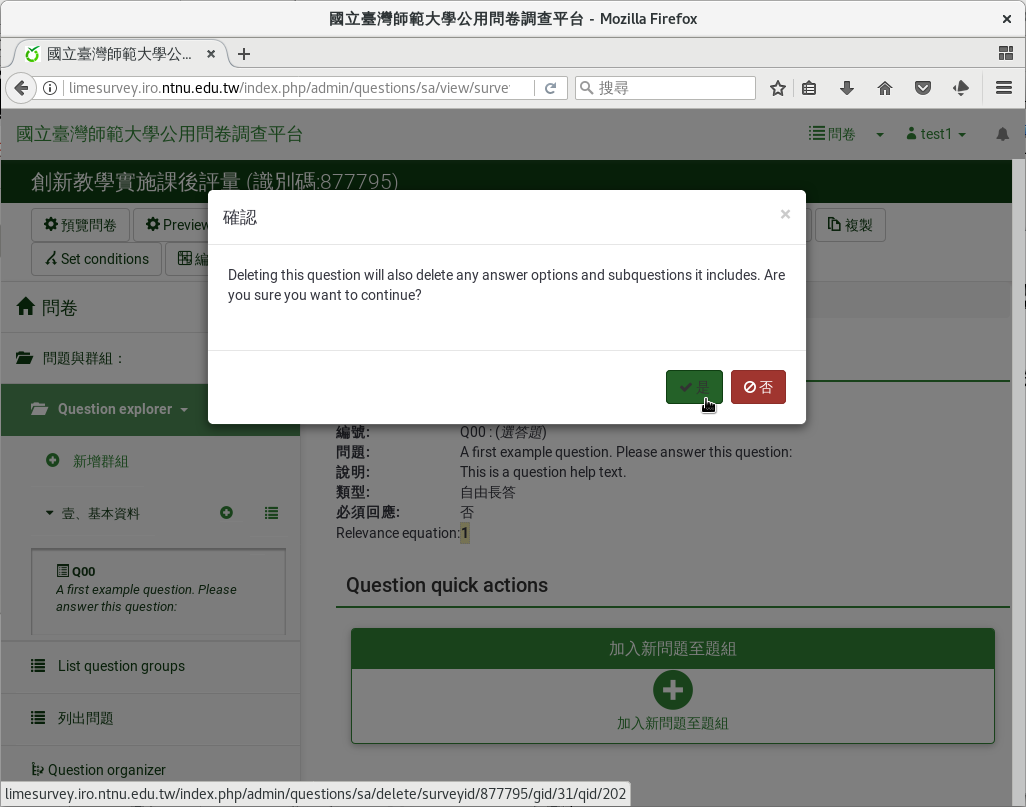 國立臺灣師範大學公用問卷調查平台 - Mozilla Firefox
國立臺灣師範大學公...
limesurvey.iro.ntnu.edu.tw/index.php/admin/questions/sa/view/surve
搜尋
國立臺灣師範大學公用問卷調查平台
問卷
test1
創新教學實施課後評量 (識別碼:877795)
預覽問卷
Preview
複製
Set conditions
編
確認
×
Deleting this question will also delete any answer options and subquestions it includes. Are
you sure you want to continue?
是
否
問卷
問題與群組：
Question explorer
新增群組
壹、基本資料
Q00
A first example question. Please
answer this question:
List question groups
列出問題
Question organizer
編號:
Q00 : (選答題)
問題:
A first example question. Please answer this question:
說明:
This is a question help text.
類型:
自由長答
必須回應:
否
Relevance equation:1
Question quick actions
加入新問題至題組
加入新問題至題組
limesurvey.iro.ntnu.edu.tw/index.php/admin/questions/sa/delete/surveyid/877795/gid/31/qid/202